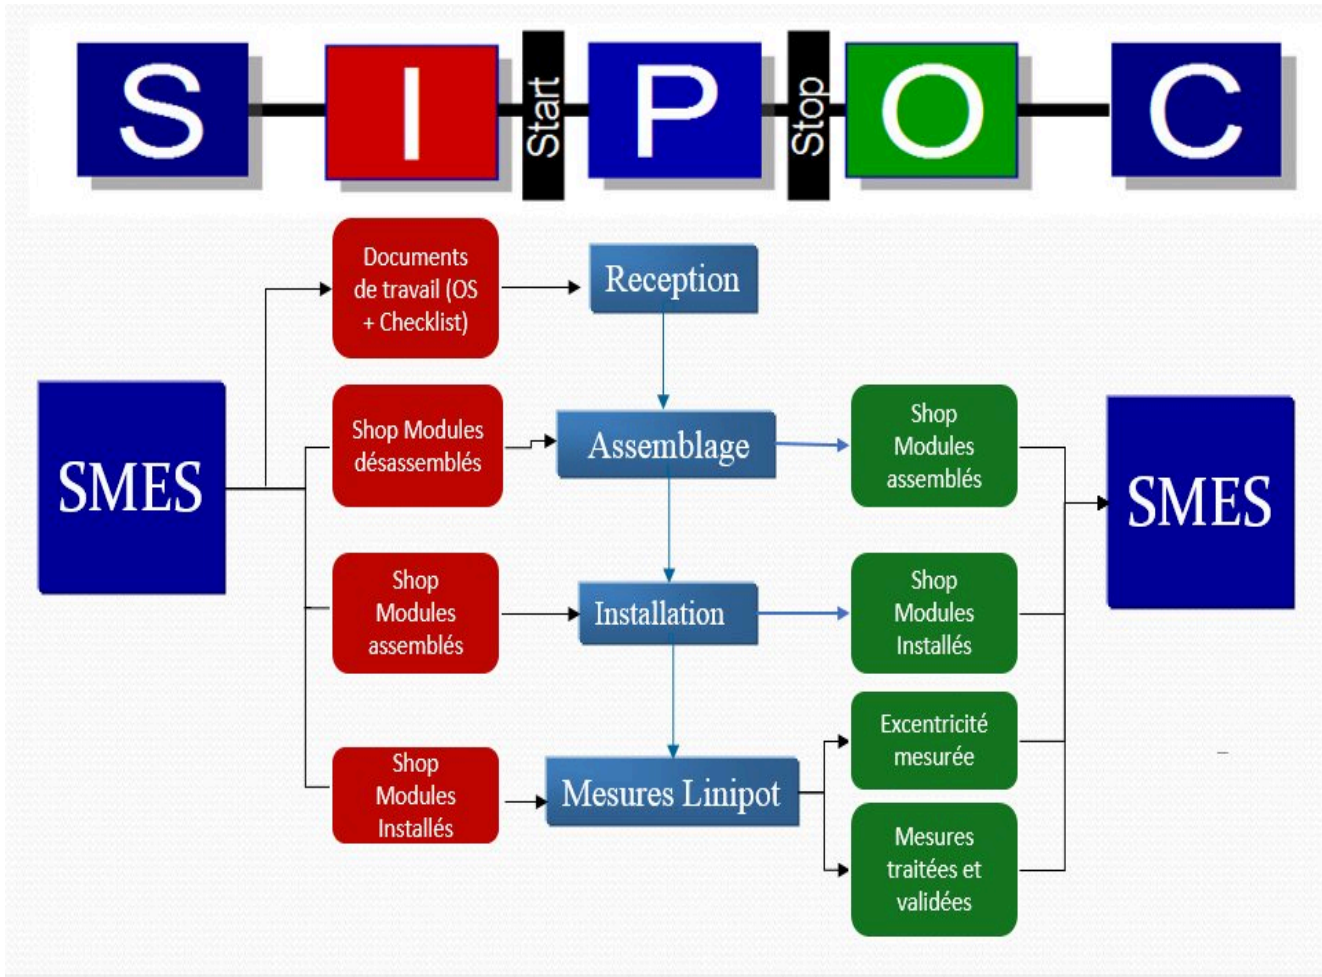 S
I
Start
P
Stop
O
C
Documents
de travail (OS
+ Checklist)
Reception
SMES
Shop Modules
désassemblés
Assemblage
Shop
Modules
assemblés
SMES
Shop
Modules
assemblés
Installation
Shop
Modules
Installés
Shop
Modules
Installés
Mesures Linipot
Excentricité
mesurée
Mesures
traitées et
validées